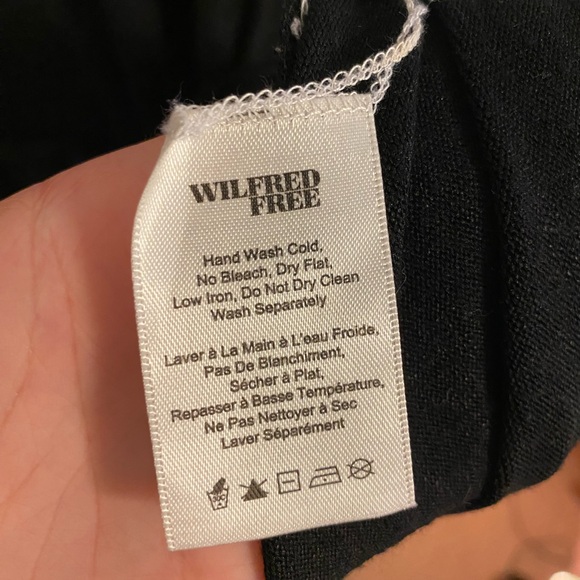 WILFRED
FREE
Hand Wash Cold,
No Bleach, Dry Flat,
Low Iron, Do Not Dry Clean
Wash Separately
Laver à La Main à L'eau Froide,
Pas De Blanchiment,
Sécher à Plat,
Repasser à Basse Température,
Ne Pas Nettoyer à Sec
Laver Séparément